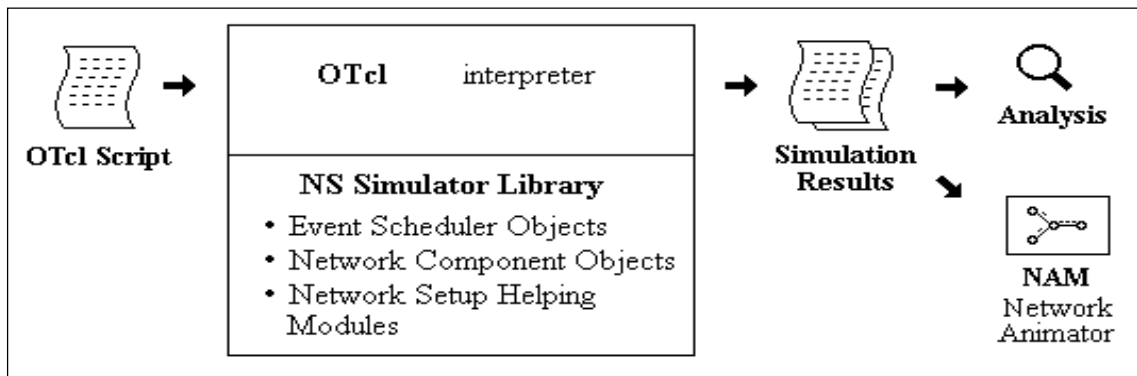 OTcl Script
OTcl interpreter
NS Simulator Library
• Event Scheduler Objects
• Network Component Objects
• Network Setup Helping
Modules
Simulation
Results
Analysis
NAM
Network
Animator